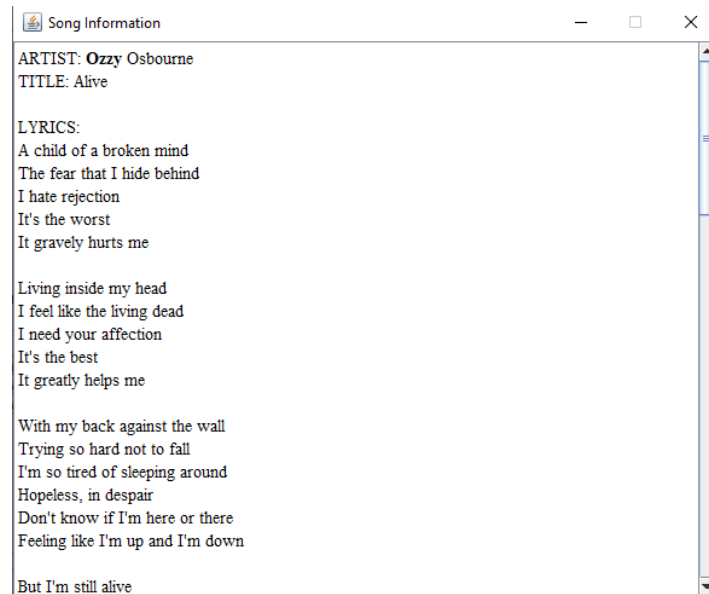 Song Information
ARTIST: Ozzy Osbourne
TITLE: Alive
LYRICS:
A child of a broken mind
The fear that I hide behind
I hate rejection
It's the worst
It gravely hurts me
Living inside my head
I feel like the living dead
I need your affection
It's the best
It greatly helps me
With my back against the wall
Trying so hard not to fall
I'm so tired of sleeping around
Hopeless, in despair
Don't know if I'm here or there
Feeling like I'm up and I'm down
But I'm still alive